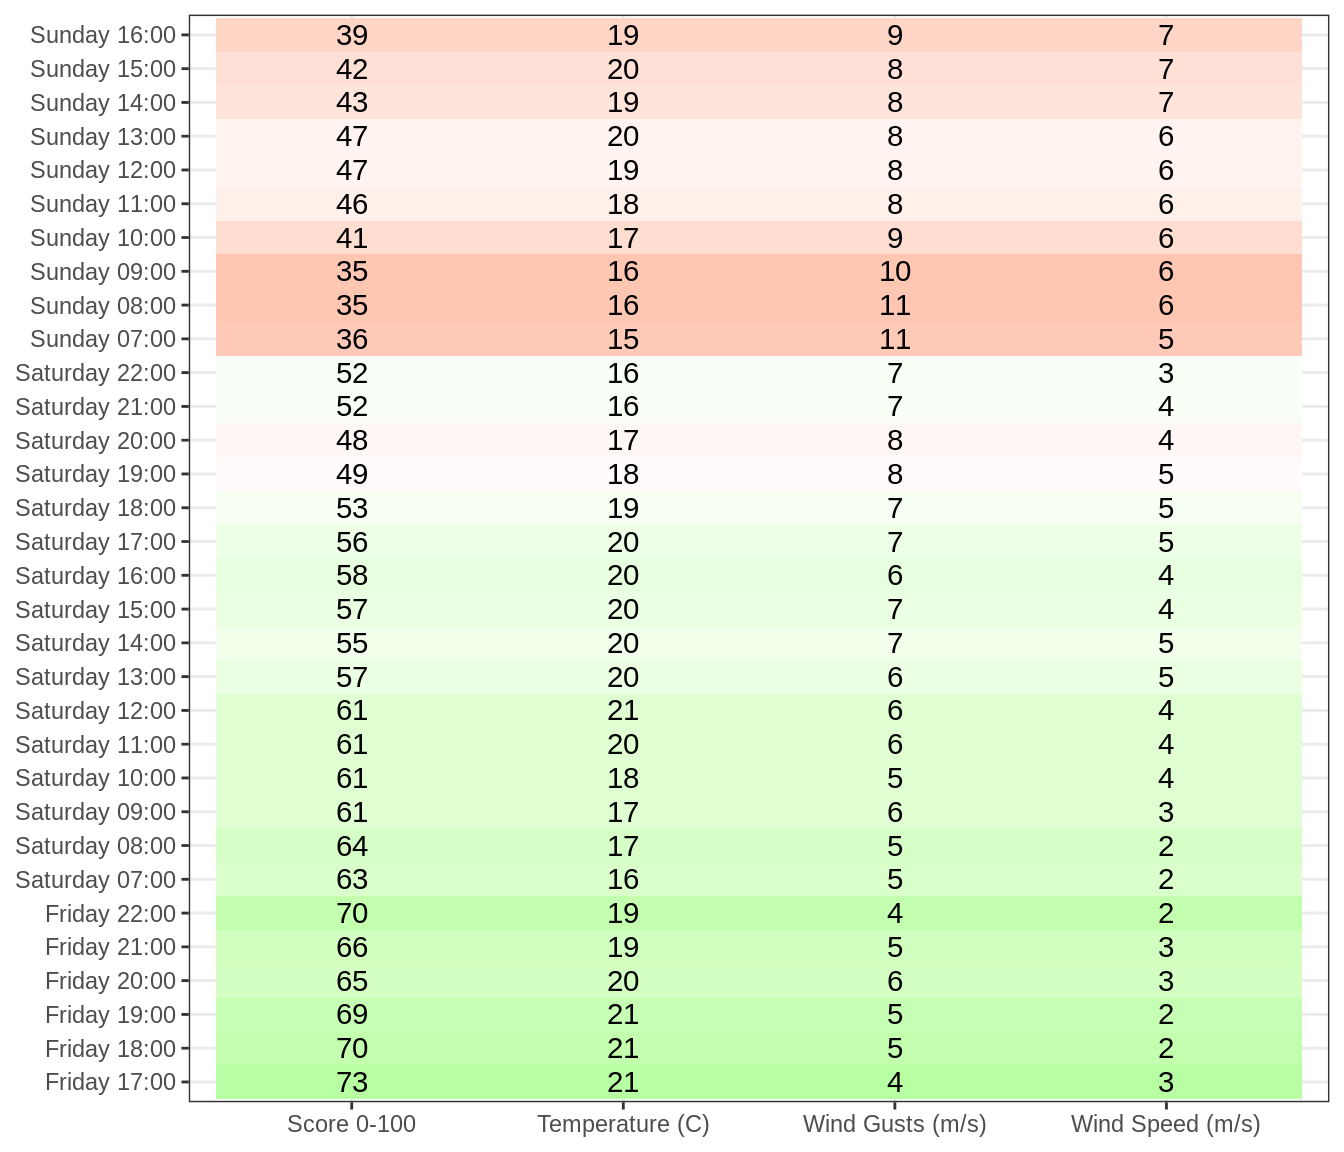 Sunday 16:00 39 19 9 7
Sunday 15:00 42 20 8 7
Sunday 14:00 43 19 8 7
Sunday 13:00 47 20 8 6
Sunday 12:00 47 19 8 6
Sunday 11:00 46 18 8 6
Sunday 10:00 41 17 9 6
Sunday 09:00 35 16 10 6
Sunday 08:00 35 16 11 6
Sunday 07:00 36 15 11 5
Saturday 22:00 52 16 7 3
Saturday 21:00 52 16 7 4
Saturday 20:00 48 17 8 4
Saturday 19:00 49 18 8 5
Saturday 18:00 53 19 7 5
Saturday 17:00 56 20 7 5
Saturday 16:00 58 20 6 4
Saturday 15:00 57 20 7 4
Saturday 14:00 55 20 7 5
Saturday 13:00 57 20 6 5
Saturday 12:00 61 21 6 4
Saturday 11:00 61 20 6 4
Saturday 10:00 61 18 5 4
Saturday 09:00 61 17 6 3
Saturday 08:00 64 17 5 2
Saturday 07:00 63 16 5 2
Friday 22:00 70 19 4 2
Friday 21:00 66 19 5 3
Friday 20:00 65 20 6 3
Friday 19:00 69 21 5 2
Friday 18:00 70 21 5 2
Friday 17:00 73 21 4 3
Score 0-100 Temperature (C) Wind Gusts (m/s) Wind Speed (m/s)